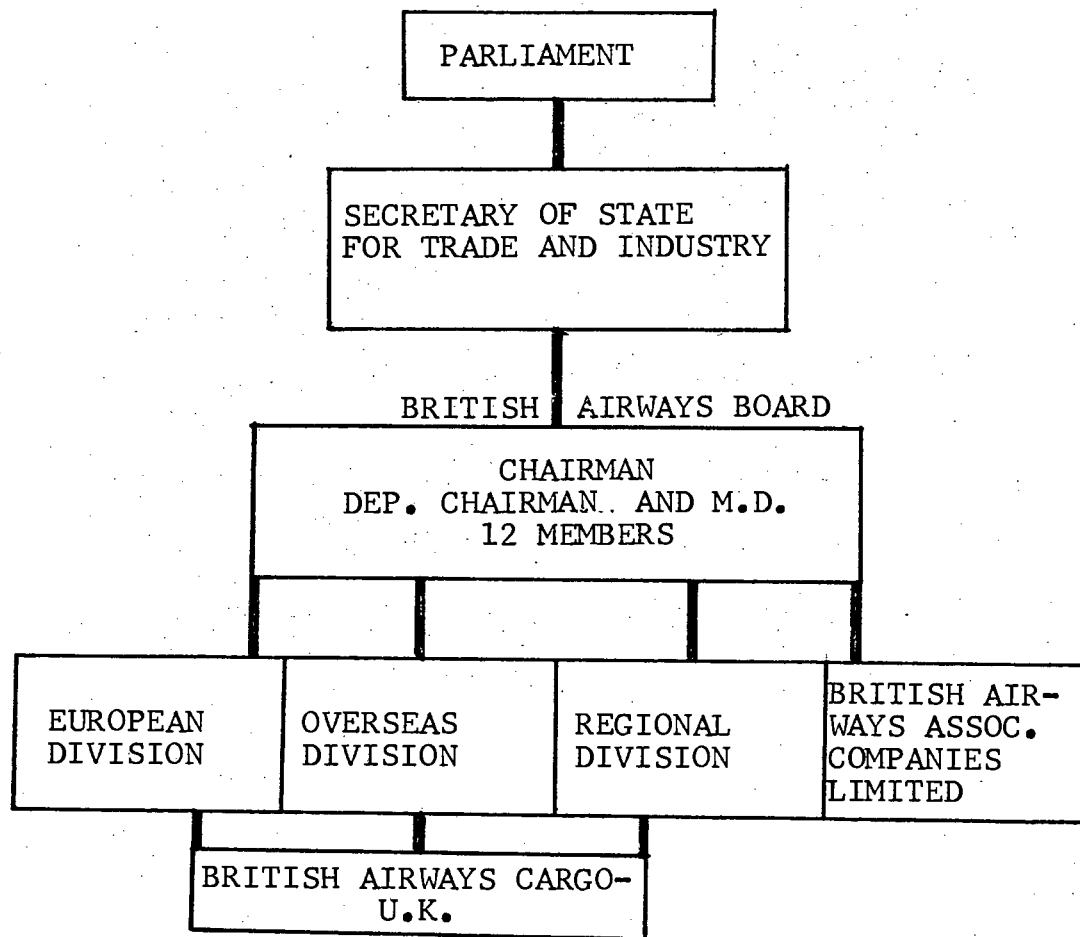 PARLIAMENT
SECRETARY OF STATE
FOR TRADE AND INDUSTRY
BRITISH AIRWAYS BOARD
CHAIRMAN
DEP. CHAIRMAN. AND M.D.
12 MEMBERS
EUROPEAN
DIVISION
OVERSEAS
DIVISION
REGIONAL
DIVISION
BRITISH AIR-
WAYS ASSOC.
COMPANIES
LIMITED
BRITISH AIRWAYS CARGO-
U.K.